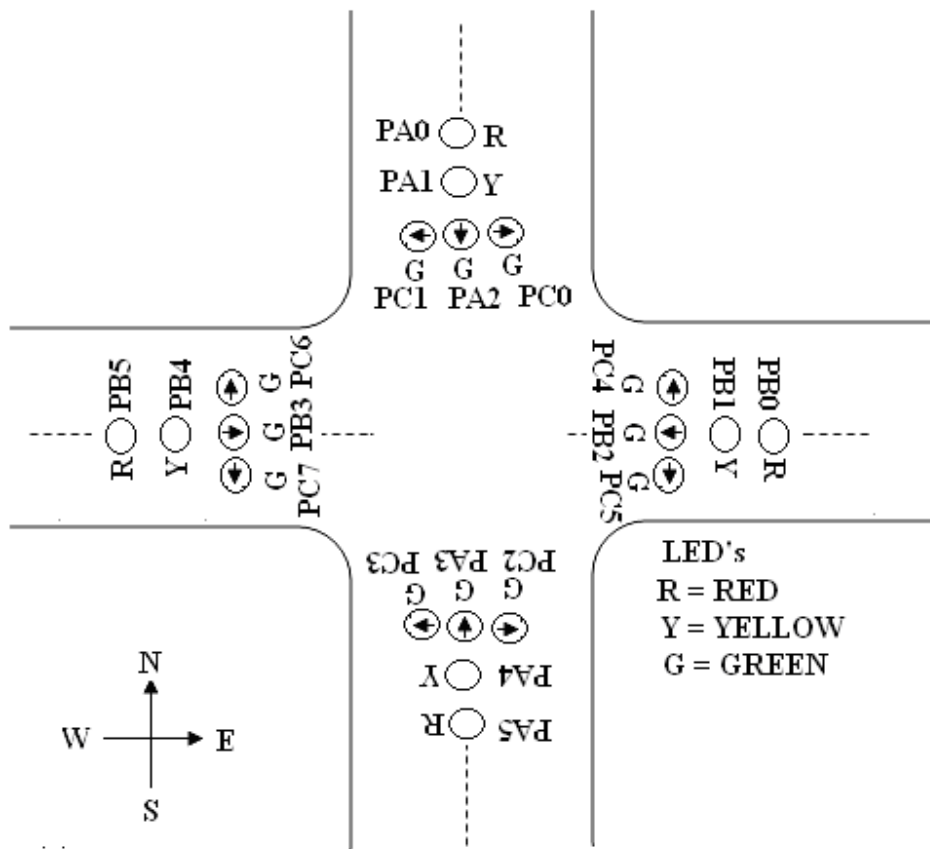 PA0 R
PA1 Y
G G G
PC1 PA2 PC0
PB5 PB4 PC6
G
G PB3
G PC7
R Y
PC4 G
PB2 G
PC5 G
PB1 PB0
Y R
PC3 PA3 PC2
G G G
Y PA4
R PA5
LED's
R = RED
Y = YELLOW
G = GREEN
N
W E
S